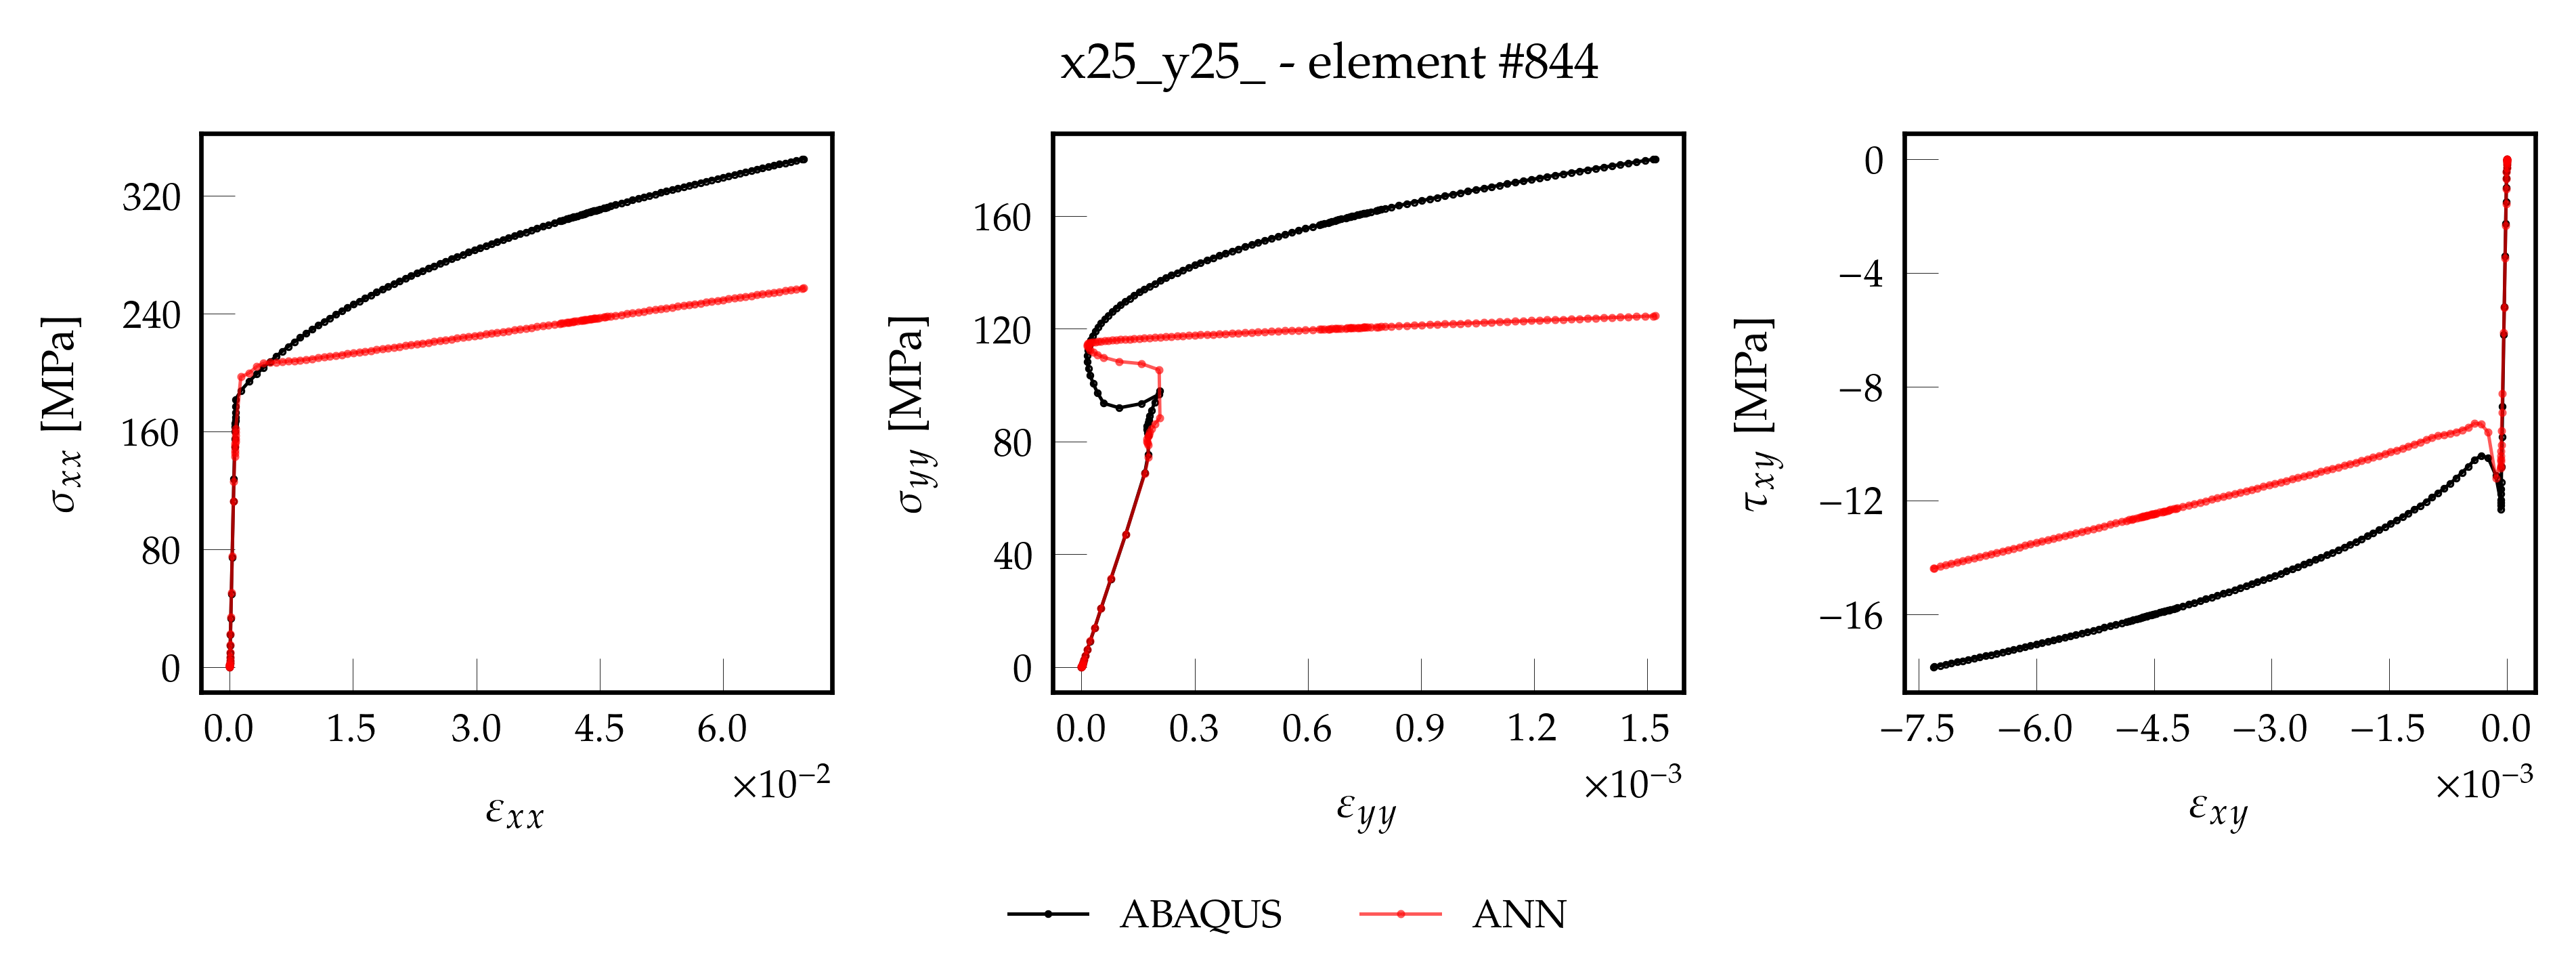 x25_y25_ - element #844
σxx [MPa]
320
240
160
80
0
0.0 1.5 3.0 4.5 6.0
×10⁻²
εxx
σyy [MPa]
160
120
80
40
0
0.0 0.3 0.6 0.9 1.2 1.5
×10⁻³
εyy
τxy [MPa]
0
−4
−8
−12
−16
−7.5 −6.0 −4.5 −3.0 −1.5 0.0
×10⁻³
εxy
ABAQUS ANN